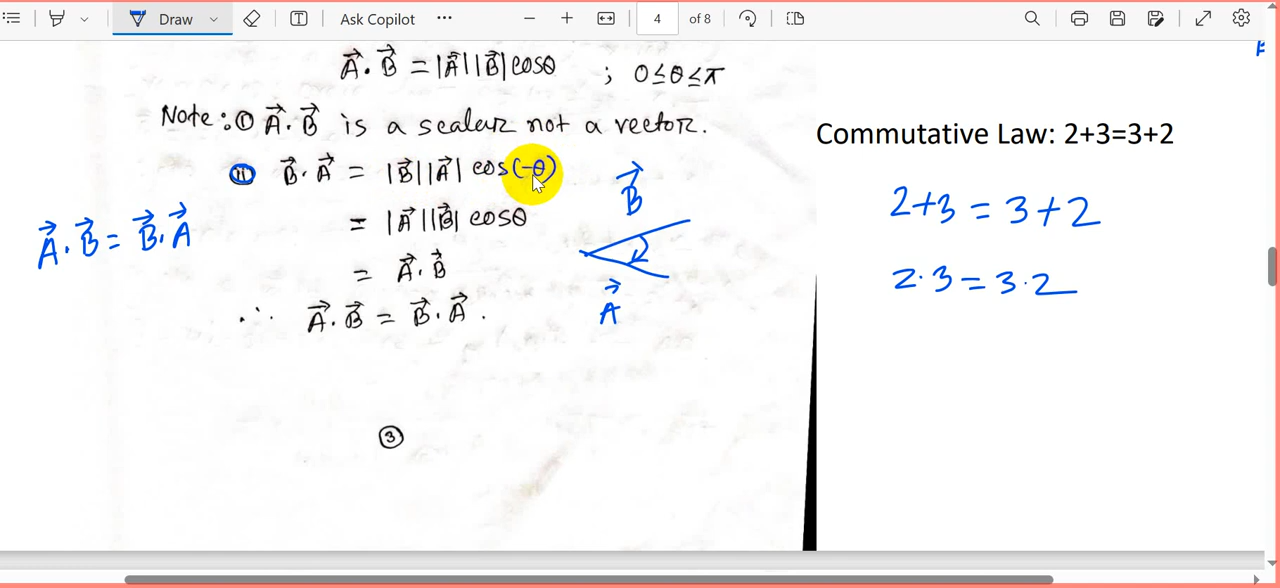 Draw Ask Copilot ... 4 of 8
A⃗.B⃗ = |A⃗||B⃗|cosθ ; 0≤θ≤π
Note: ① A⃗.B⃗ is a scalar not a vector.
⑪ B⃗.A⃗ = |B⃗||A⃗| cos(-θ)
= |A⃗||B⃗| cosθ
= A⃗.B⃗
∴ A⃗.B⃗ = B⃗.A⃗.
A⃗.B⃗ = B⃗.A⃗
B⃗
A⃗
③
Commutative Law: 2+3=3+2
2+3 = 3+2
2·3 = 3·2